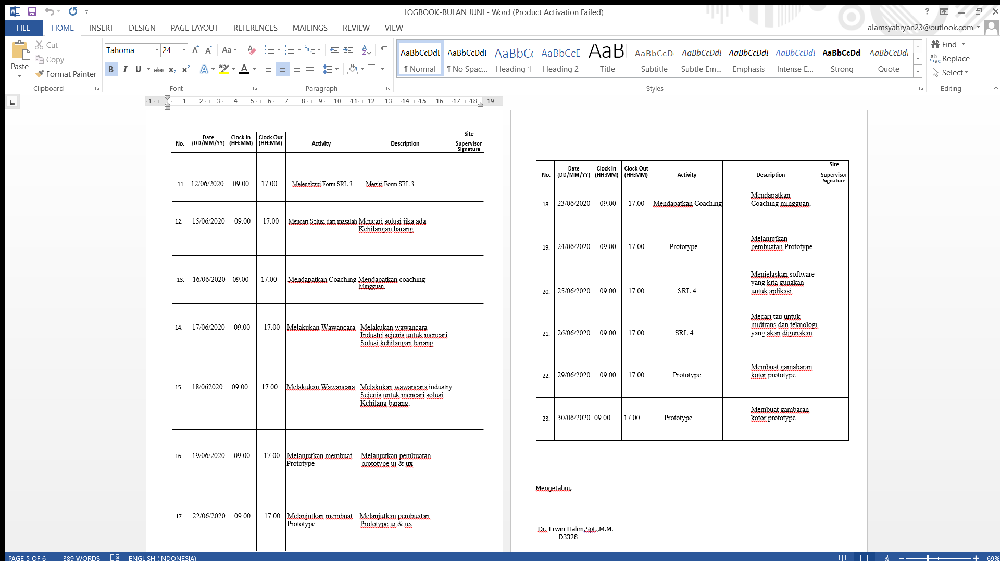 LOGBOOK-BULAN JUNI - Word (Product Activation Failed)
FILE HOME INSERT DESIGN PAGE LAYOUT REFERENCES MAILINGS REVIEW VIEW
alamsyahryan23@outlook.com
Paste
Cut
Copy
Format Painter
Clipboard
Tahoma 24
Font
Paragraph
AaBbCcDdE AaBbCcDdE AaBbCc AaBbCcD AaBl AaBbCcD AaBbCcDdl AaBbCcDdl AaBbCcDdl AaBbCcDdl AaBbCcDdl
¶ Normal ¶ No Spac... Heading 1 Heading 2 Title Subtitle Subtle Em... Emphasis Intense E... Strong Quote
Styles
Find
Replace
Select
Editing
1 1 2 3 4 5 6 7 8 9 10 11 12 13 14 15 16 17 18 19
No. Date (DD/MM/YY) Clock In (HH:MM) Clock Out (HH:MM) Activity Description Site Supervisor Signature
11. 12/06/2020 09.00 17.00 Melengkapi Form SRL 3 Megisi Form SRL 3
12. 15/06/2020 09.00 17.00 Mencari Solusi dari masalah Mencari solusi jika ada
Kehilangan barang.
13. 16/06/2020 09.00 17.00 Mendapatkan Coaching Mendapatkan coaching
Mingguan.
14. 17/06/2020 09.00 17.00 Melakukan Wawancara Melakukan wawancara
Industri sejenis untuk mencari
Solusi kehilangan barang
15 18/062020 09.00 17.00 Melakukan Wawancara Melakukan wawancara industry
Sejenis untuk mencari solusi
Kehilang barang.
16. 19/06/2020 09.00 17.00 Melanjutkan membuat Melanjutkan pembuatan
Prototype prototype ui & ux
17 22/06/2020 09.00 17.00 Melanjutkan membuat Melanjutkan pembuatan
Prototype Prototype ui & ux
No. Date (DD/MM/YY) Clock In (HH:MM) Clock Out (HH:MM) Activity Description Site Supervisor Signature
Mendapatkan
18. 23/06/2020 09.00 17.00 Mendapatkan Coaching Coaching mingguan.
Melanjutkan
19. 24/06/2020 09.00 17.00 Prototype pembuatan Prototype
Menjelaskan software
yang kita gunakan
20. 25/06/2020 09.00 17.00 SRL 4 untuk aplikasi
Mecari tau untuk
midtrans dan teknologi
21. 26/06/2020 09.00 17.00 SRL 4 yang akan digunakan.
Membuat gamabaran
22. 29/06/2020 09.00 17.00 Prototype kotor prototype
Membuat gambaran
23. 30/06/2020 09.00 17.00 Prototype kotor prototype.
Mengetahui,
Dr. Erwin Halim,Spt.,M.M.
D3328
PAGE 5 OF 6 389 WORDS ENGLISH (INDONESIA)
69%